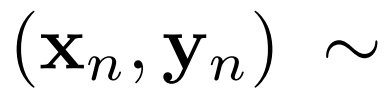 (𝐱ₙ, 𝐲ₙ) ∼